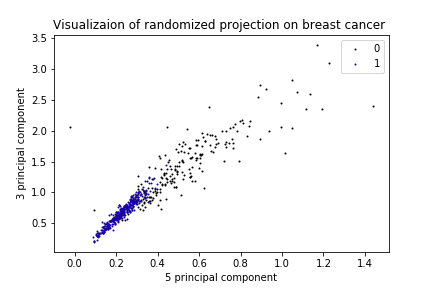 Visualizaion of randomized projection on breast cancer
3.5
3.0
2.5
2.0
1.5
1.0
0.5
3 principal component
0
1
0.0 0.2 0.4 0.6 0.8 1.0 1.2 1.4
5 principal component